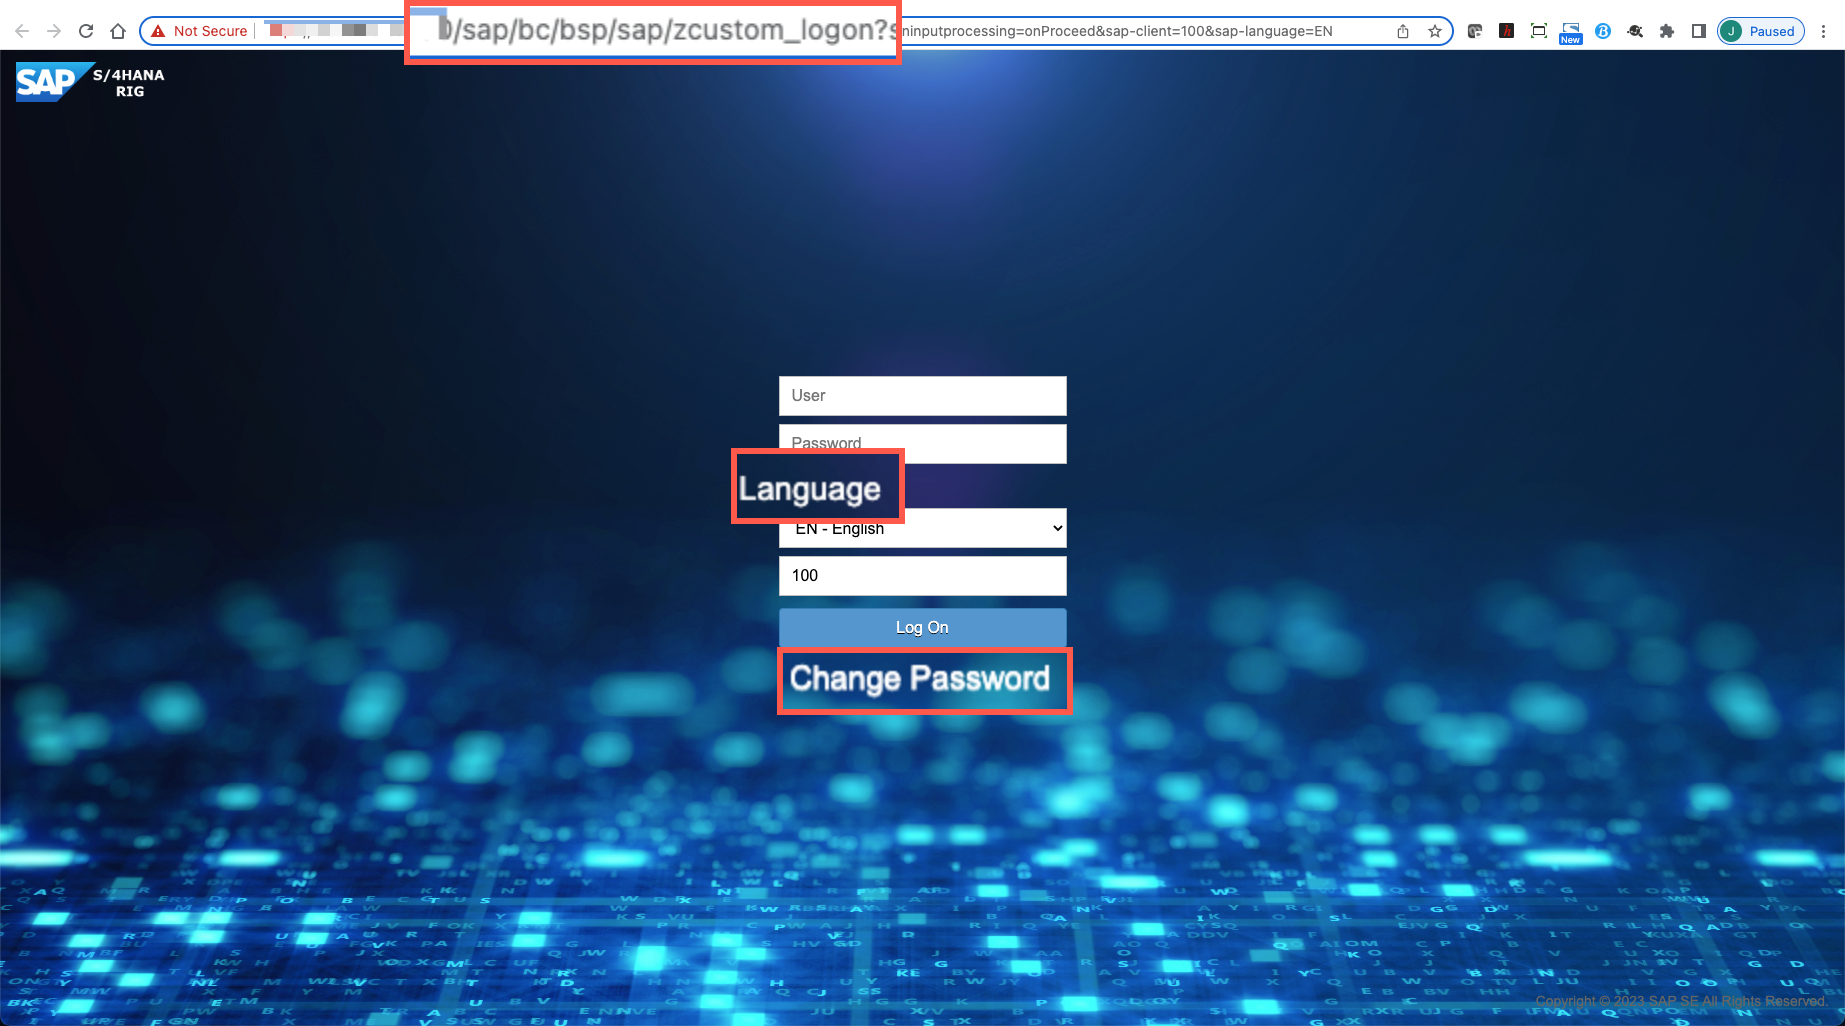 Not Secure
/sap/bc/bsp/sap/zcustom_logon?s
ninputprocessing=onProceed&sap-client=100&sap-language=EN
New
J Paused
SAP S/4HANA
RIG
User
Password
Language
EN - English
100
Log On
Change Password
Copyright © 2023 SAP SE All Rights Reserved.